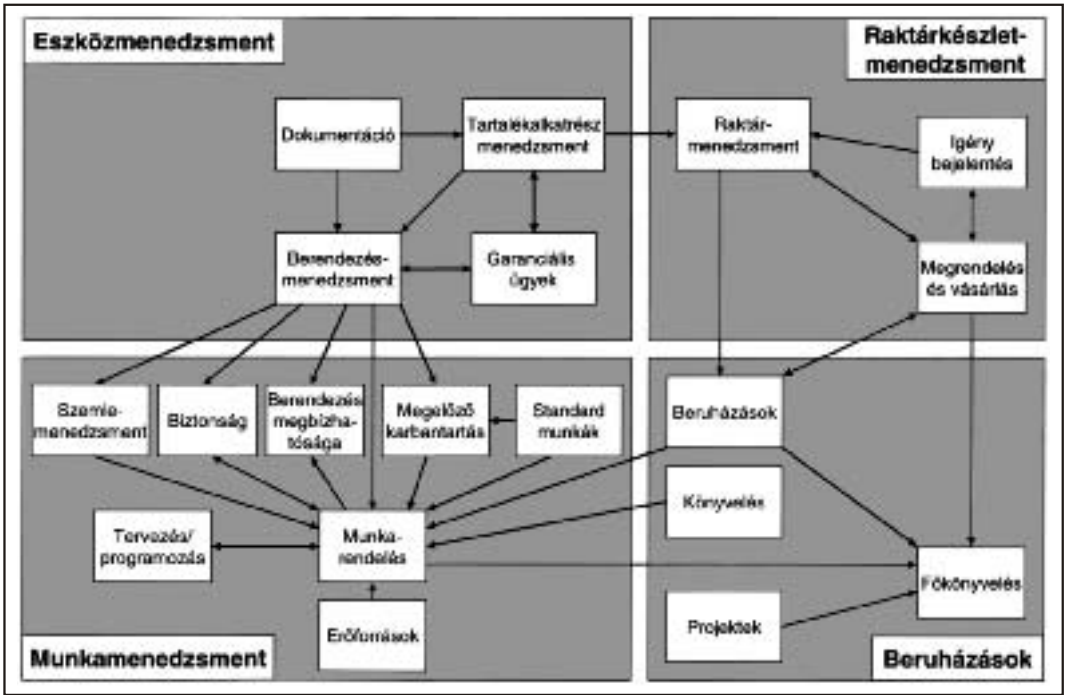 Eszközmenedzsment
Raktárkészlet-
menedzsment
Dokumentáció
Tartalékalkatrész
menedzsment
Raktár-
menedzsment
Igény
bejelentés
Berendezés-
menedzsment
Garanciális
ügyek
Megrendelés
és vásárlás
Szemle-
menedzsment
Biztonság
Berendezés
megbízha-
tósága
Megelőző
karbantartás
Standard
munkák
Beruházások
Könyvelés
Tervezés/
programozás
Munka-
rendelés
Főkönyvelés
Erőforrások
Projektek
Munkamenedzsment
Beruházások